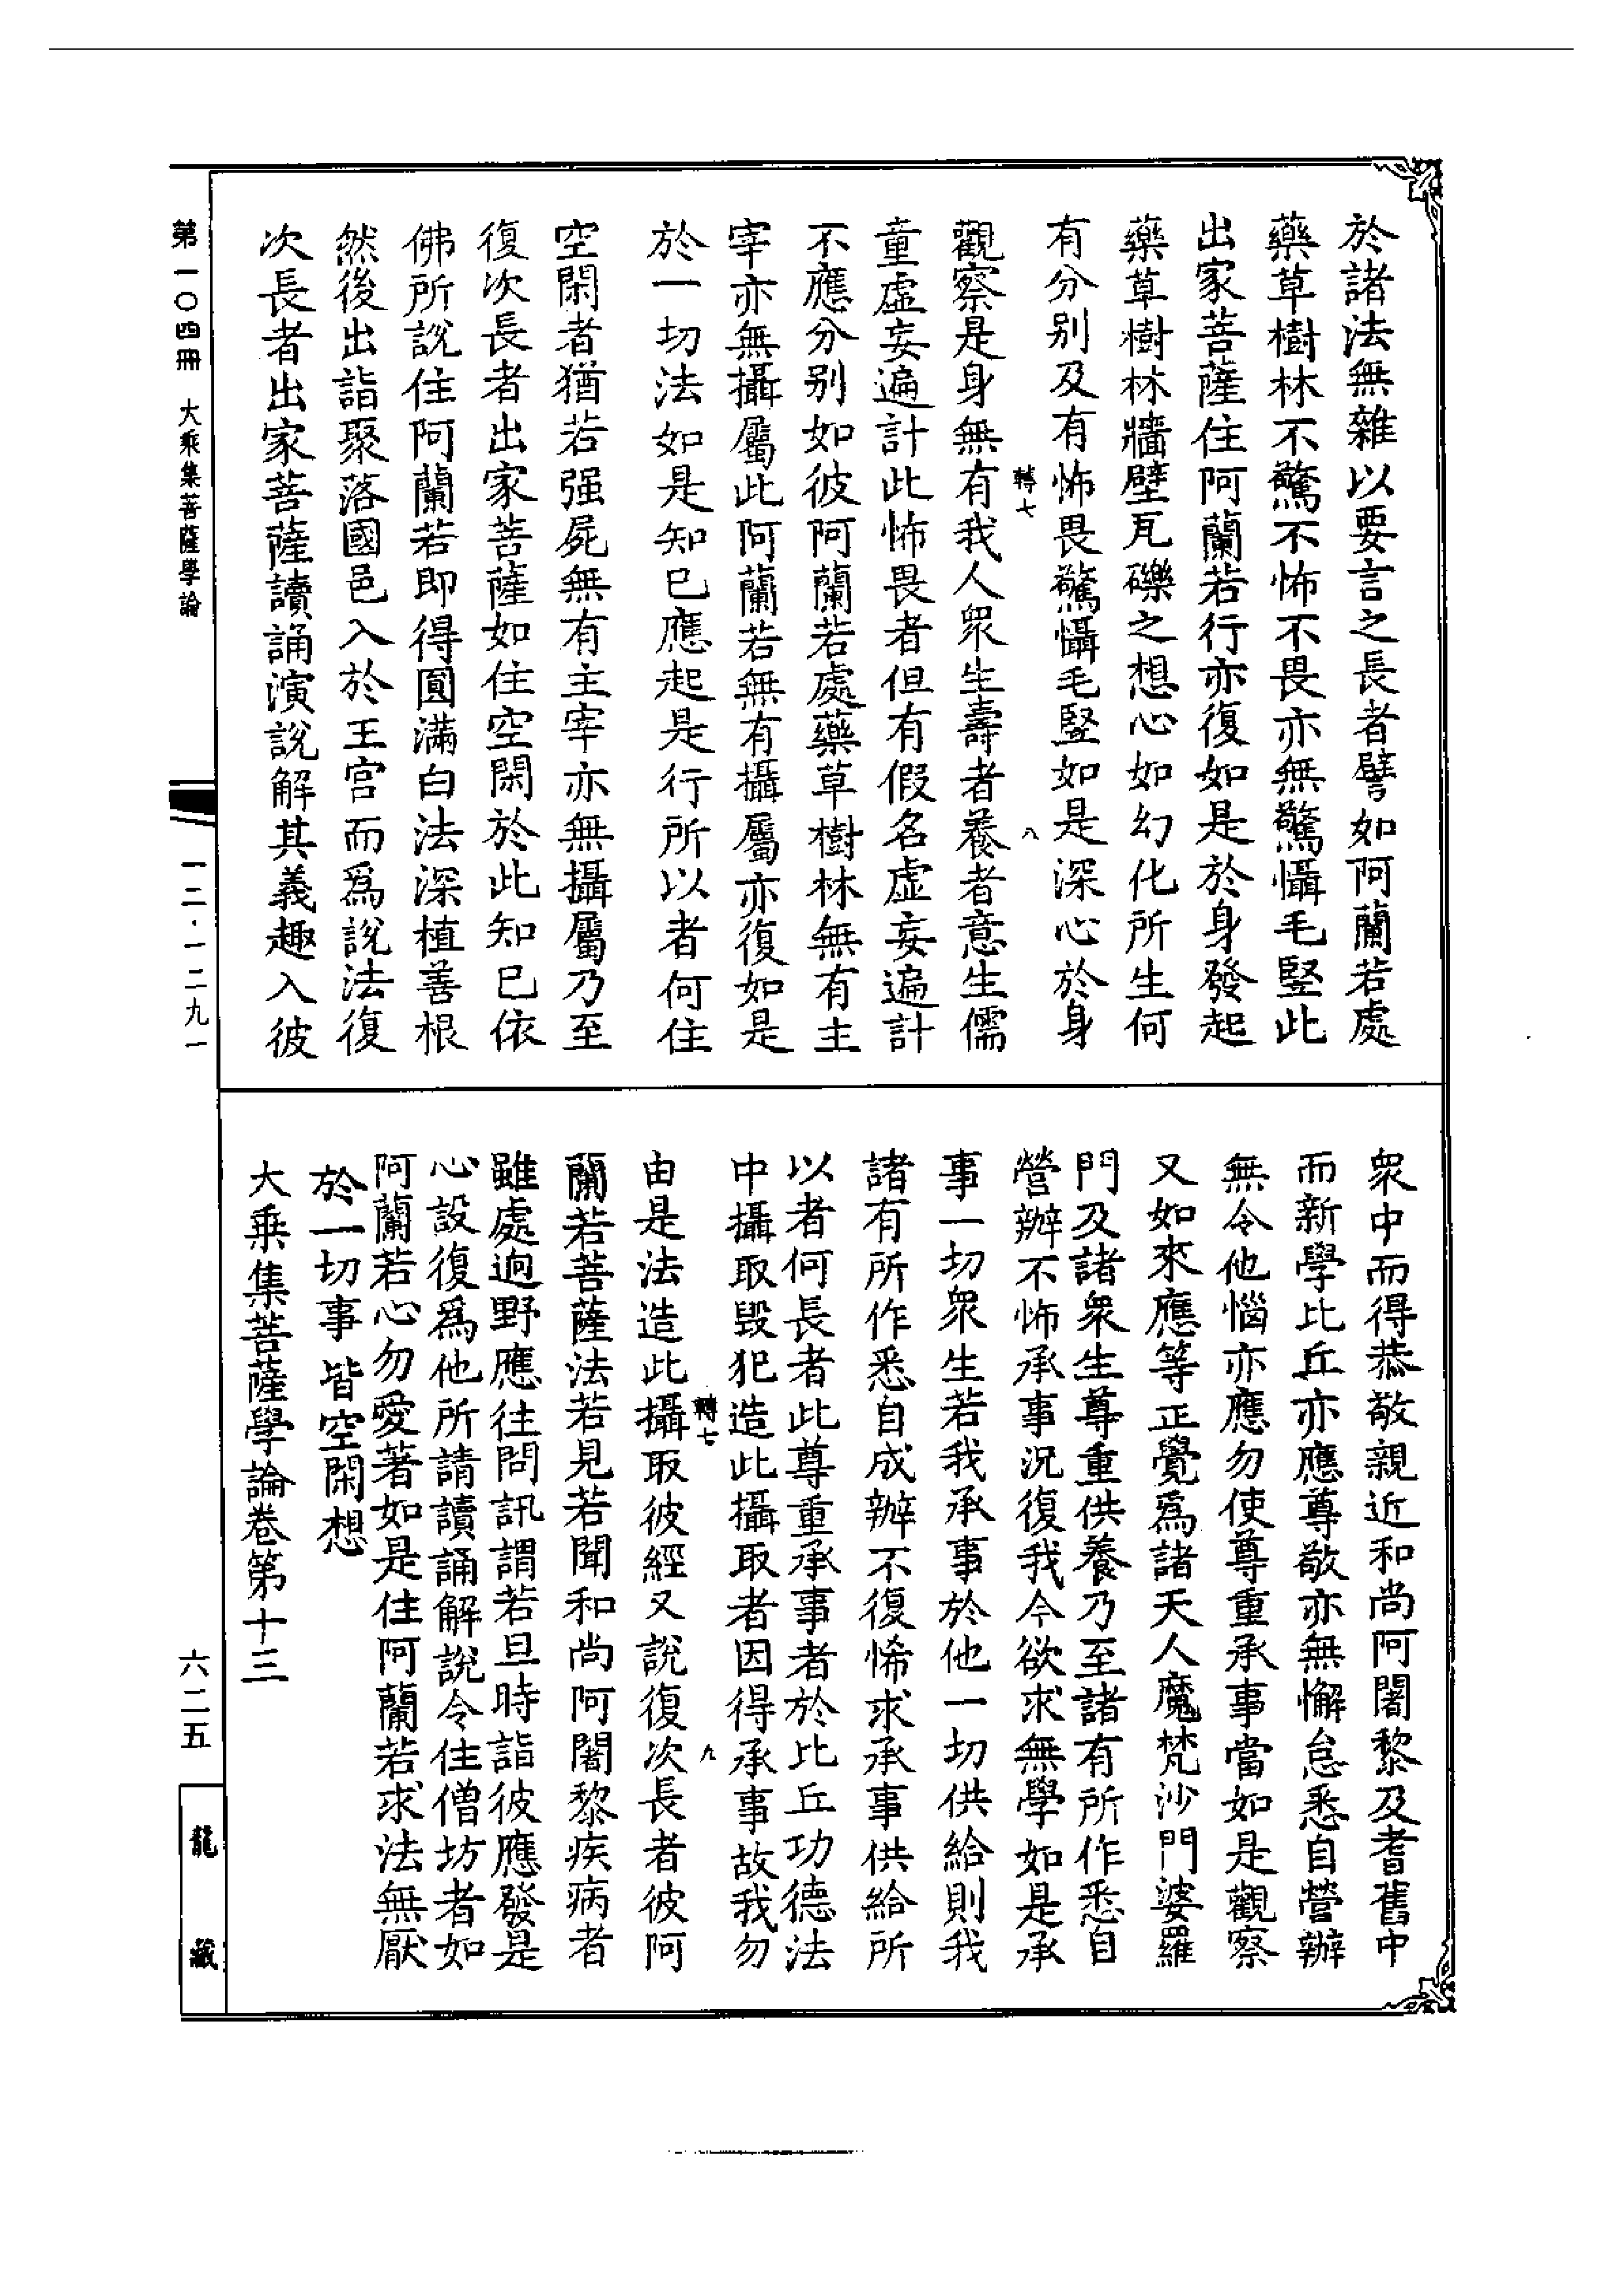 於諸法無雜以要言之長者譬如阿蘭若處
藥草樹林不驚不怖不畏亦無驚懾毛竪此
出家菩薩住阿蘭若行亦復如是於身發起
藥草樹林牆壁瓦礫之想心如幻化所生何
有分別及有怖畏驚懾毛竪如是深心於身
轉七
八
觀察是身無有我人衆生壽者養者意生儒
童虛妄遍計此怖畏者但有假名虛妄遍計
不應分別如彼阿蘭若處藥草樹林無有主
宰亦無攝屬此阿蘭若無有攝屬亦復如是
於一切法如是知已應起是行所以者何住
空閑者猶若强屍無有主宰亦無攝屬乃至
復次長者出家菩薩如住空閑於此知已依
佛所說住阿蘭若即得圓滿白法深植善根
然後出詣聚落國邑入於王宮而爲說法復
次長者出家菩薩讀誦演說解其義趣入彼
衆中而得恭敬親近和尚阿闍黎及耆舊中
而新學比丘亦應尊敬亦無懈怠悉自營辦
無令他惱亦應勿使尊重承事當如是觀察
又如來應等正覺爲諸天人魔梵沙門婆羅
門及諸衆生尊重供養乃至諸有所作悉自
營辦不怖承事況復我今欲求無學如是承
事一切衆生若我承事於他一切供給則我
諸有所作悉自成辦不復悕求承事供給所
以者何長者此尊重承事者於比丘功德法
中攝取毀犯造此攝取者因得承事故我勿
轉七
九
由是法造此攝取彼經又說復次長者彼阿
蘭若菩薩法若見若聞和尚阿闍黎疾病者
雖處逈野應往問訊謂若旦時詣彼應發是
心設復爲他所請讀誦解說令住僧坊者如
阿蘭若心勿愛著如是住阿蘭若求法無厭
於一切事皆空閑想
大乘集菩薩學論卷第十三
第一〇四冊 大乘集菩薩學論
一二·一二九一
六二五
龍藏